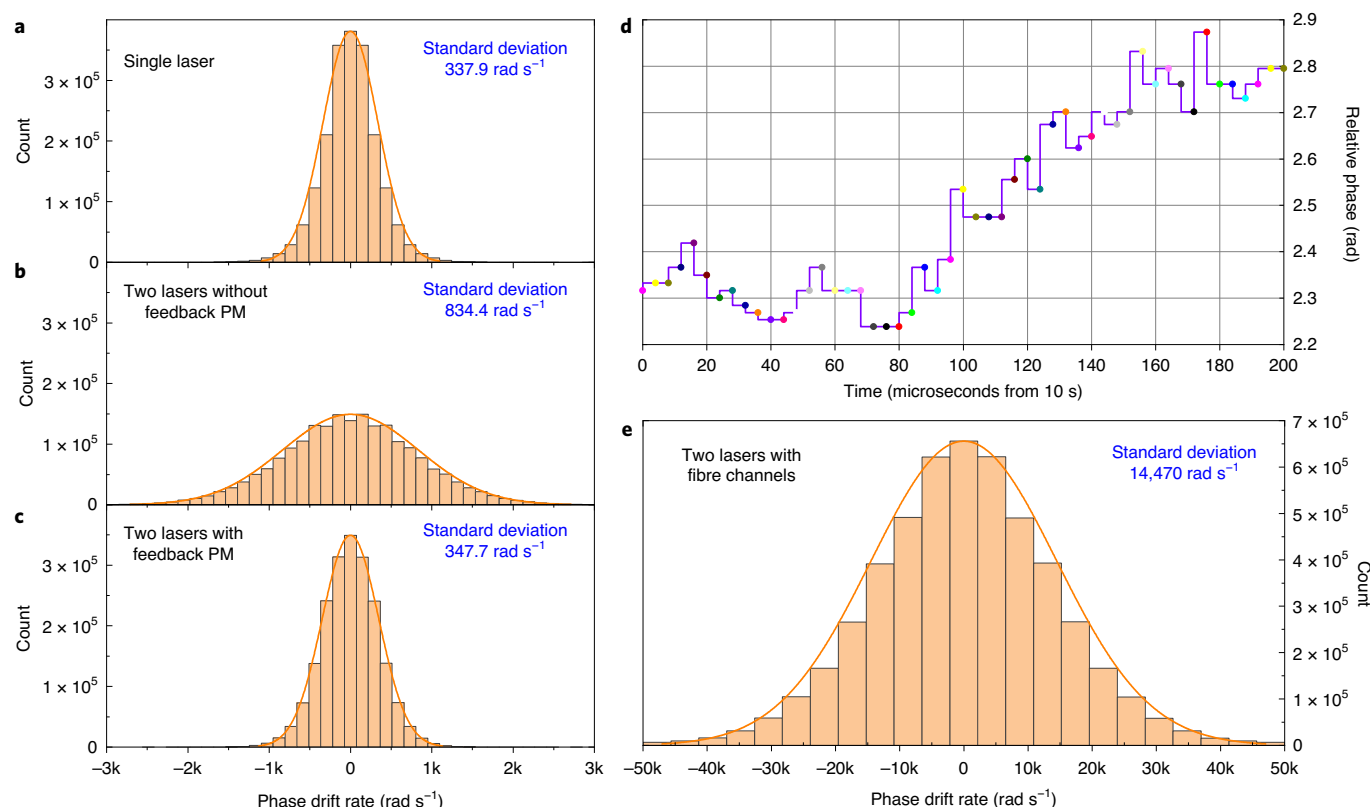 a
Single laser
Standard deviation
337.9 rad s⁻¹
Count
3 × 10⁵
2 × 10⁵
1 × 10⁵
0
b
Two lasers without
feedback PM
Standard deviation
834.4 rad s⁻¹
Count
3 × 10⁵
2 × 10⁵
1 × 10⁵
0
c
Two lasers with
feedback PM
Standard deviation
347.7 rad s⁻¹
Count
3 × 10⁵
2 × 10⁵
1 × 10⁵
0
–3k –2k –1k 0 1k 2k 3k
Phase drift rate (rad s⁻¹)
d
2.9
2.8
2.7
2.6
2.5
2.4
2.3
2.2
Relative phase (rad)
0 20 40 60 80 100 120 140 160 180 200
Time (microseconds from 10 s)
e
Two lasers with
fibre channels
Standard deviation
14,470 rad s⁻¹
7 × 10⁵
6 × 10⁵
5 × 10⁵
4 × 10⁵
3 × 10⁵
2 × 10⁵
1 × 10⁵
0
Count
–50k –40k –30k –20k –10k 0 10k 20k 30k 40k 50k
Phase drift rate (rad s⁻¹)